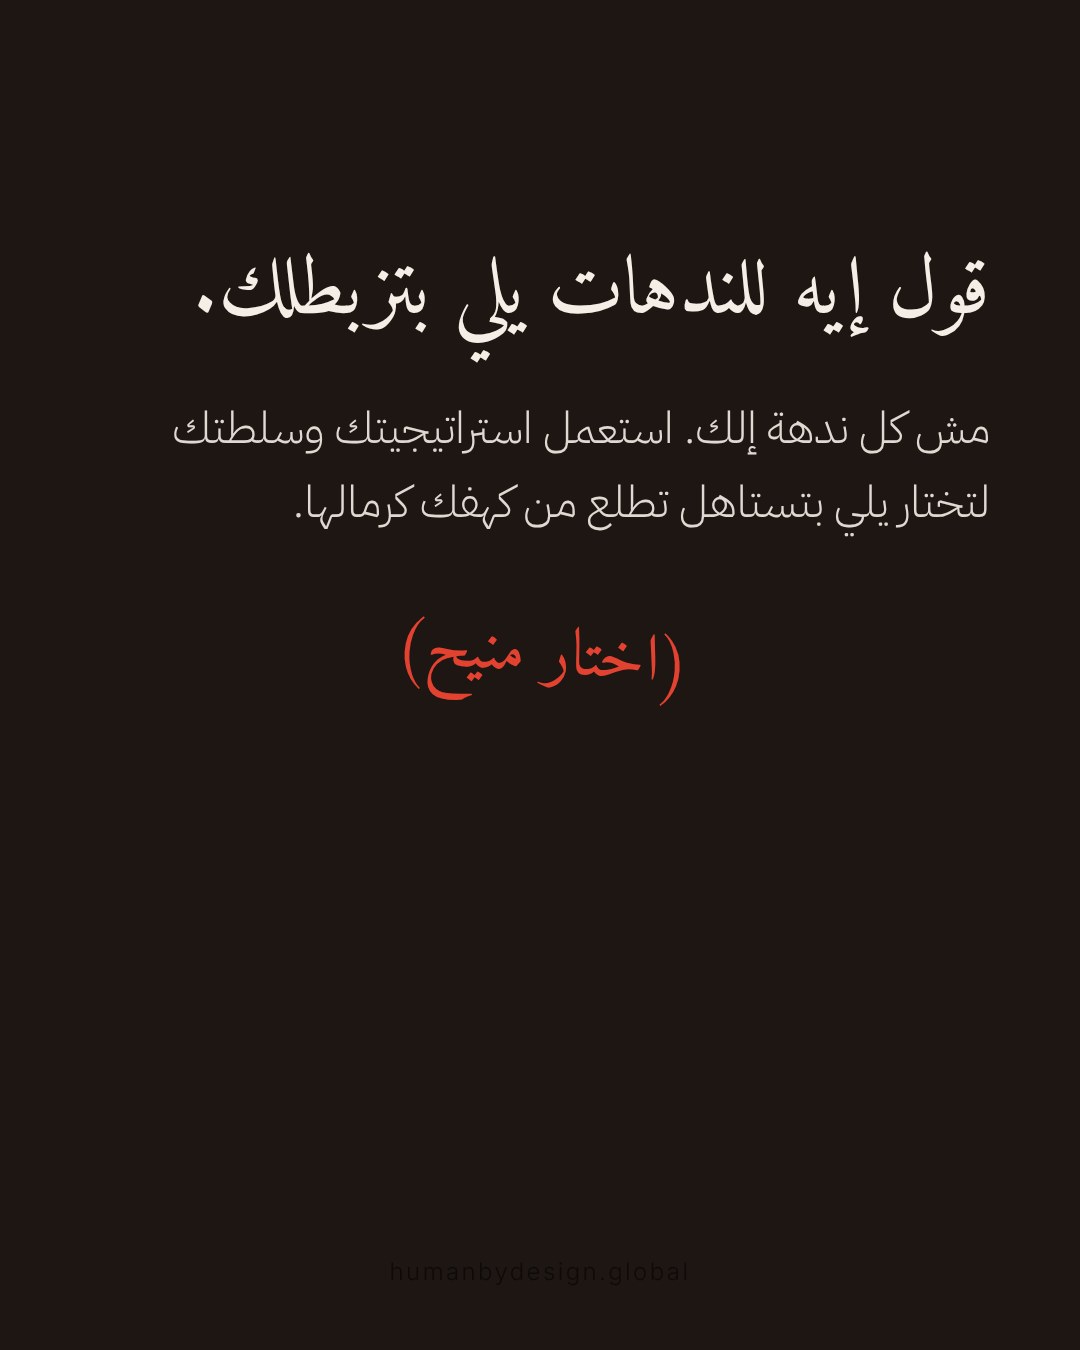 قول إيه للندهات يلي بتزبطلك.
مش كل ندهة إلك. استعمل استراتيجيتك وسلطتك
لتختار يلي بتستاهل تطلع من كهفك كرمالها.
(اختار منيح)
humanbydesign.global